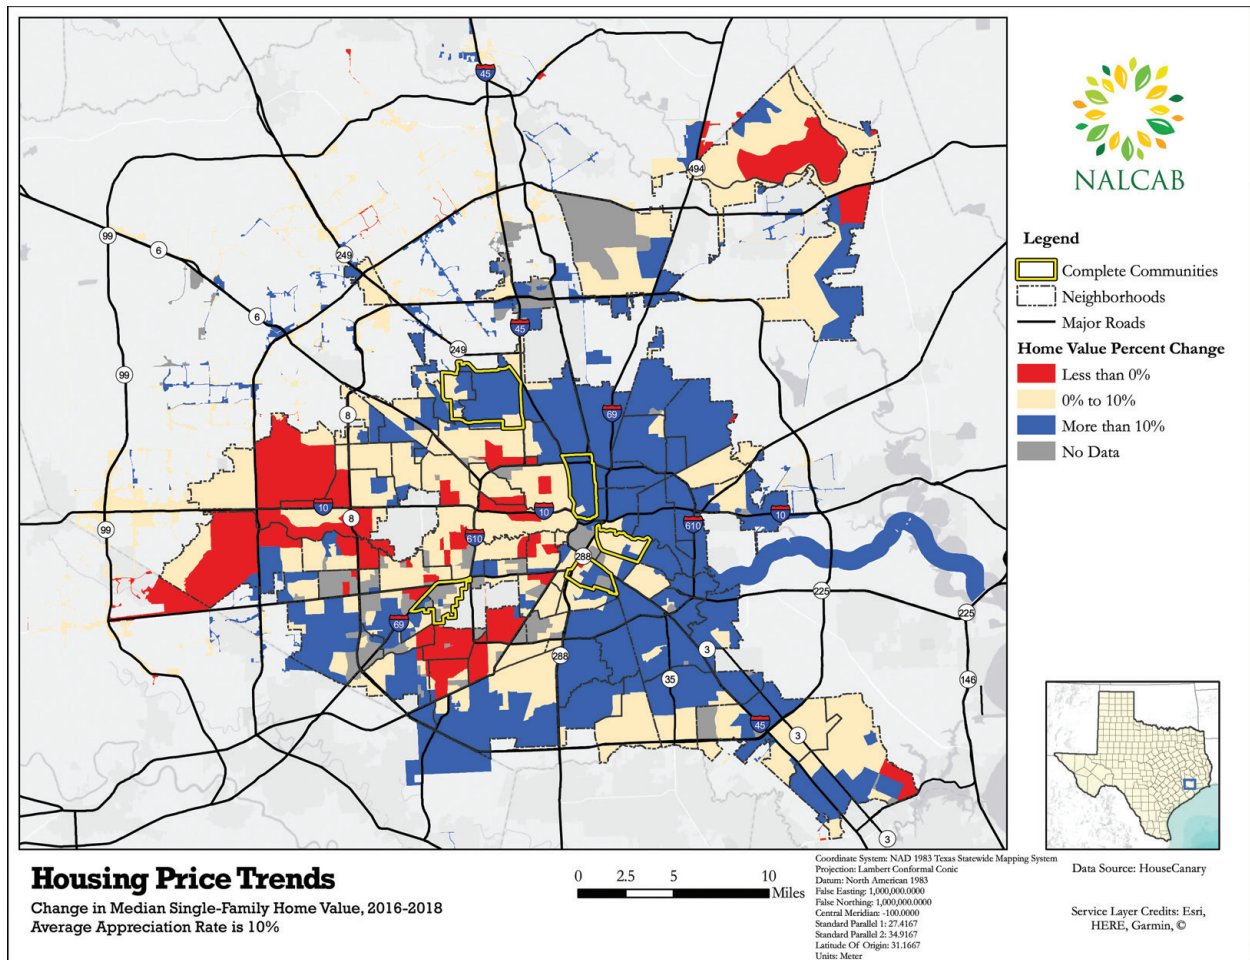 45
494
99
6
249
6
45
249
99
8
69
10
8
10
10
99
610
610
288
225
69
225
3
288
35
146
45
3
3
NALCAB
Legend
Complete Communities
Neighborhoods
Major Roads
Home Value Percent Change
Less than 0%
0% to 10%
More than 10%
No Data
Housing Price Trends
Change in Median Single-Family Home Value, 2016-2018
Average Appreciation Rate is 10%
0 2.5 5 10
Miles
Coordinate System: NAD 1983 Texas Statewide Mapping System
Projection: Lambert Conformal Conic
Datum: North American 1983
False Easting: 1,000,000.0000
False Northing: 1,000,000.0000
Central Meridian: -100.0000
Standard Parallel 1: 27.4167
Standard Parallel 2: 34.9167
Latitude Of Origin: 31.1667
Units: Meter
Data Source: HouseCanary
Service Layer Credits: Esri,
HERE, Garmin, ©